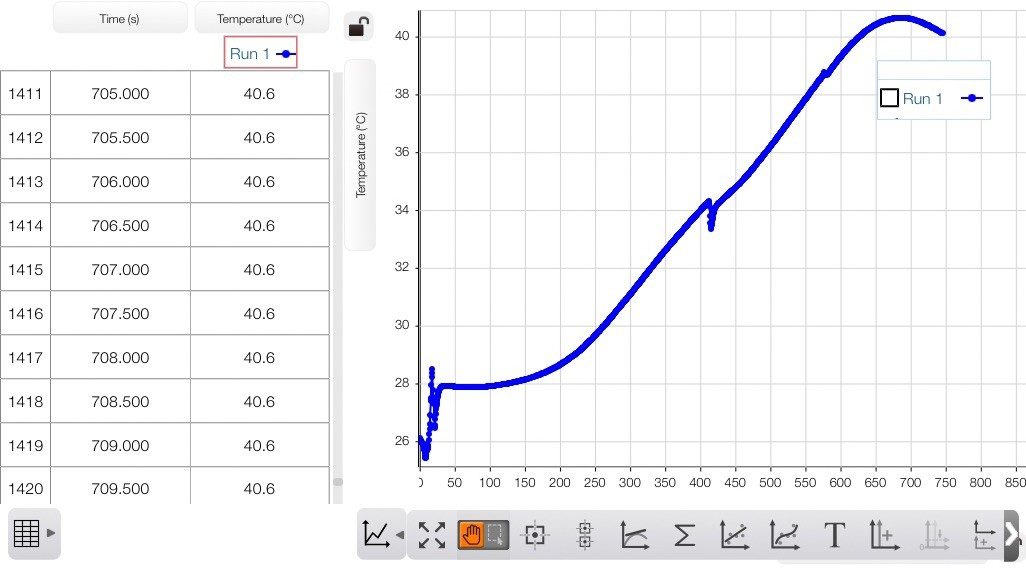 Time (s) Temperature (°C)
Run 1
1411 705.000 40.6
1412 705.500 40.6
1413 706.000 40.6
1414 706.500 40.6
1415 707.000 40.6
1416 707.500 40.6
1417 708.000 40.6
1418 708.500 40.6
1419 709.000 40.6
1420 709.500 40.6
Temperature (°C)
40
38
36
34
32
30
28
26
Run 1
0 50 100 150 200 250 300 350 400 450 500 550 600 650 700 750 800 850
Σ T
0